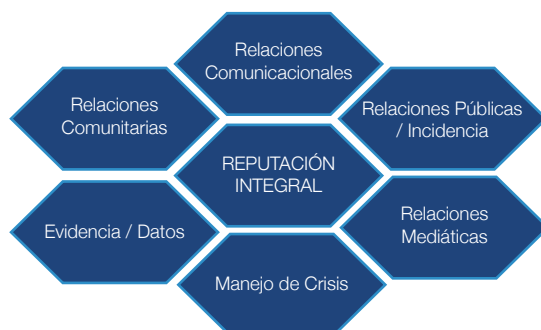 Relaciones
Comunicacionales
Relaciones
Comunitarias
Relaciones Públicas
/ Incidencia
REPUTACIÓN
INTEGRAL
Evidencia / Datos
Relaciones
Mediáticas
Manejo de Crisis